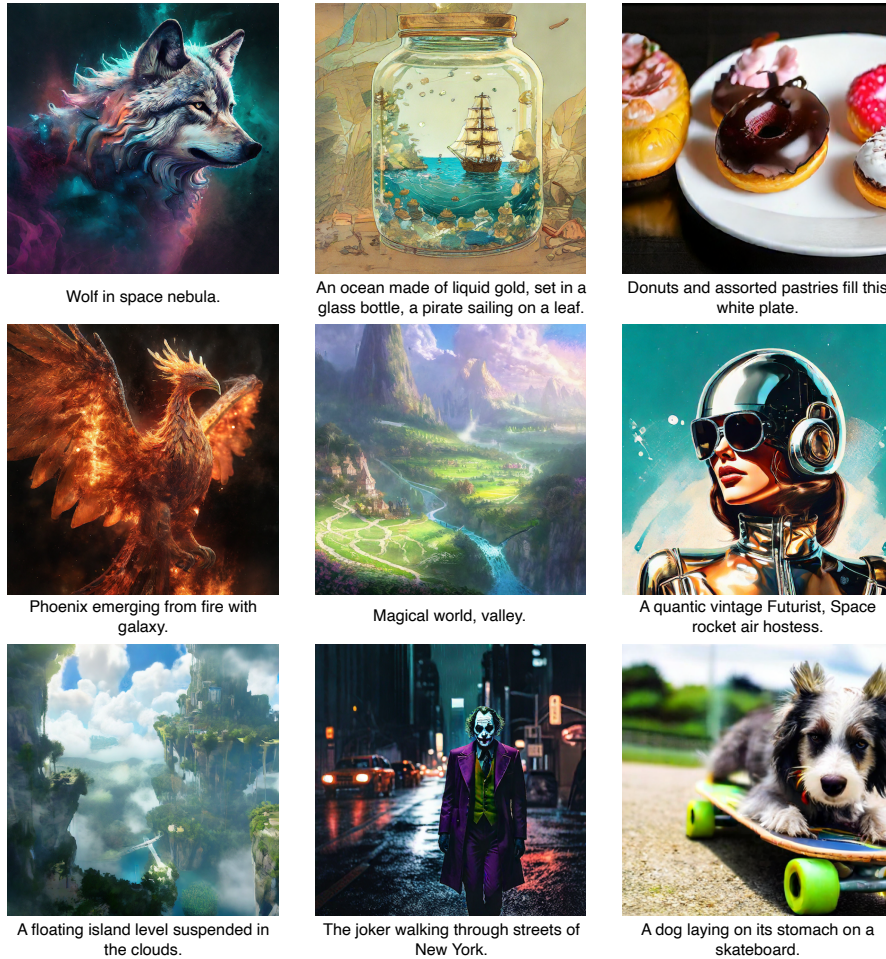 Wolf in space nebula.
An ocean made of liquid gold, set in a
glass bottle, a pirate sailing on a leaf.
Donuts and assorted pastries fill this
white plate.
Phoenix emerging from fire with
galaxy.
Magical world, valley.
A quantic vintage Futurist, Space
rocket air hostess.
A floating island level suspended in
the clouds.
The joker walking through streets of
New York.
A dog laying on its stomach on a
skateboard.